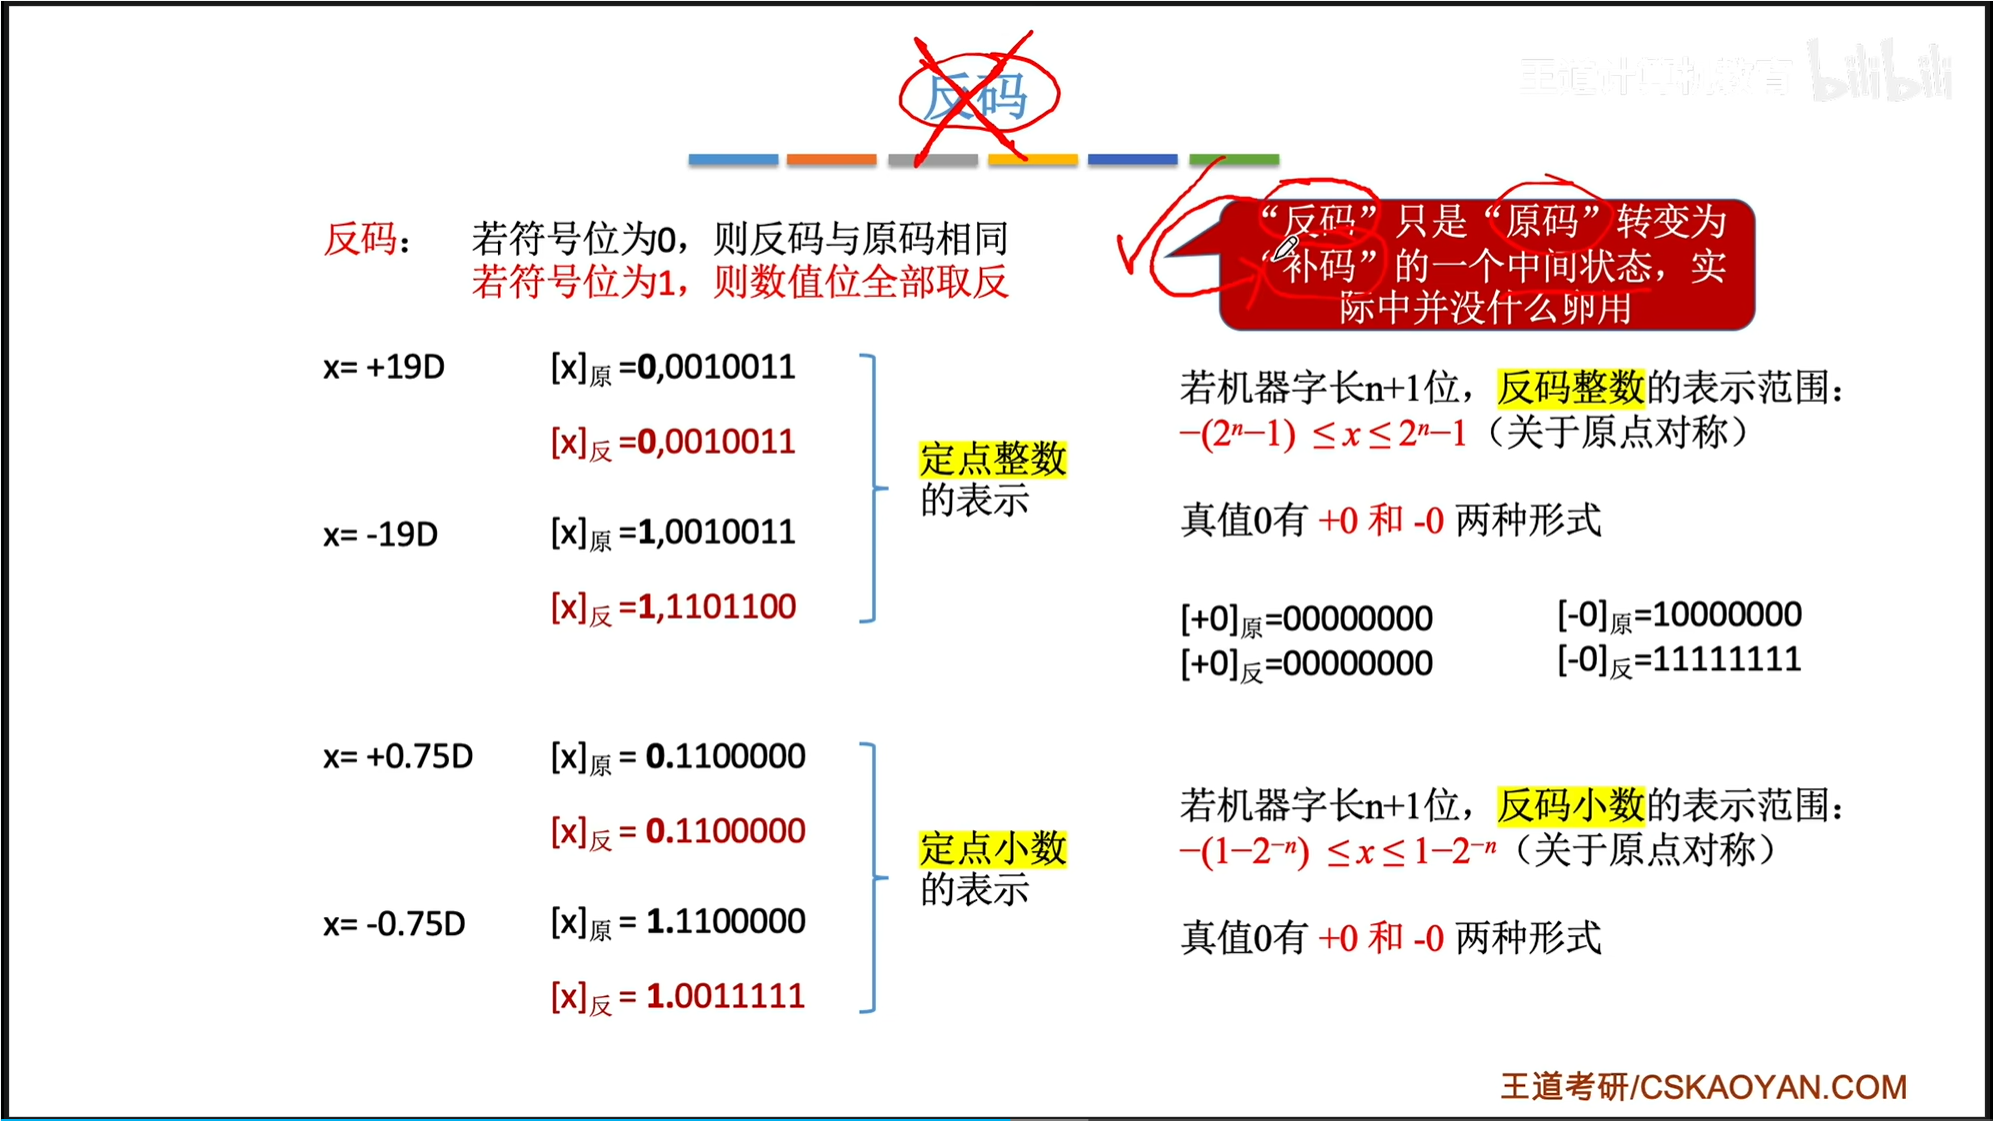 反码
王道计算机教育 bilibili
反码： 若符号位为0，则反码与原码相同
若符号位为1，则数值位全部取反
“反码”只是“原码”转变为
“补码”的一个中间状态，实
际中并没什么卵用
x= +19D [x]原 =0,0010011
[x]反 =0,0010011
x= -19D [x]原 =1,0010011
[x]反 =1,1101100
定点整数
的表示
若机器字长n+1位，反码整数的表示范围：
−(2ⁿ−1) ≤ x ≤ 2ⁿ−1（关于原点对称）
真值0有 +0 和 -0 两种形式
[+0]原=00000000 [-0]原=10000000
[+0]反=00000000 [-0]反=11111111
x= +0.75D [x]原 = 0.1100000
[x]反 = 0.1100000
x= -0.75D [x]原 = 1.1100000
[x]反 = 1.0011111
定点小数
的表示
若机器字长n+1位，反码小数的表示范围：
−(1−2⁻ⁿ) ≤ x ≤ 1−2⁻ⁿ（关于原点对称）
真值0有 +0 和 -0 两种形式
王道考研/CSKAOYAN.COM